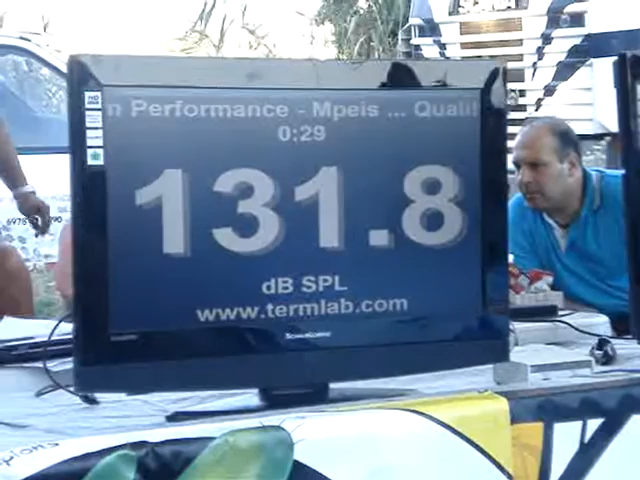 n Performance - Mpeis ... Quali
0:29
131.8
dB SPL
www.termlab.com